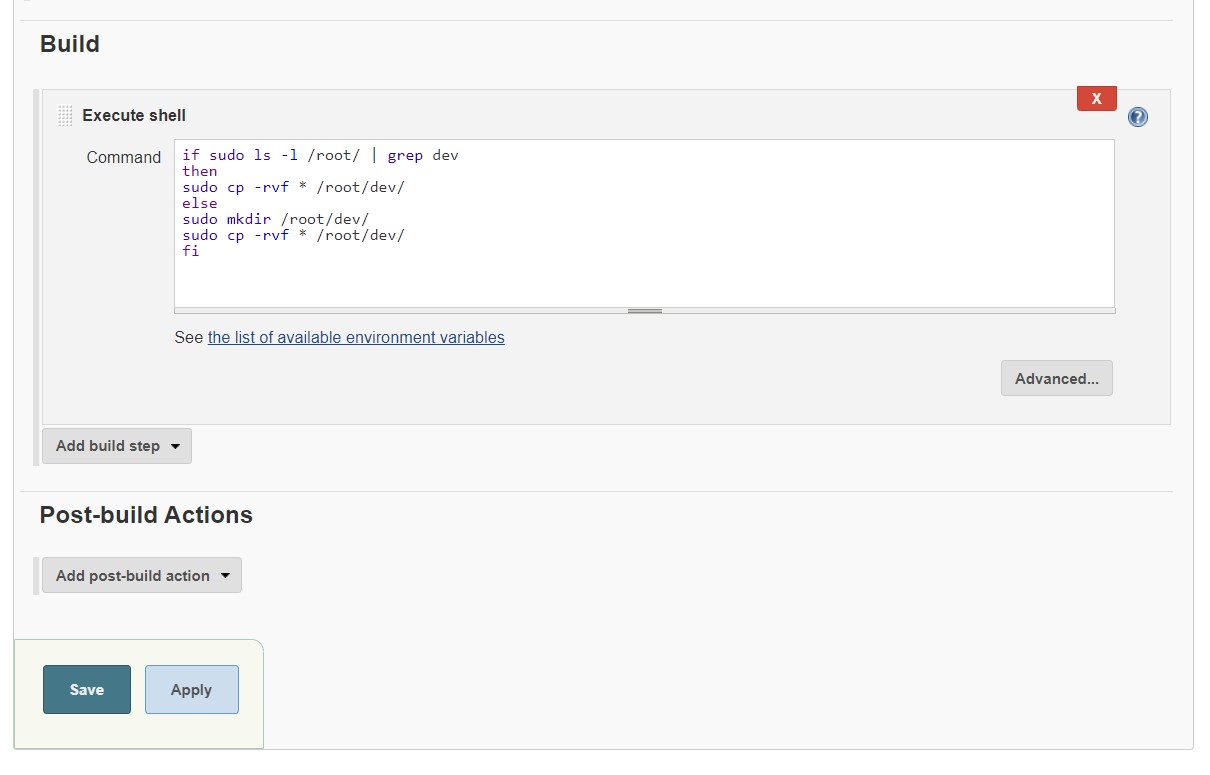 Build
Execute shell
X
?
Command
if sudo ls -l /root/ | grep dev
then
sudo cp -rvf * /root/dev/
else
sudo mkdir /root/dev/
sudo cp -rvf * /root/dev/
fi
See the list of available environment variables
Advanced...
Add build step
Post-build Actions
Add post-build action
Save
Apply